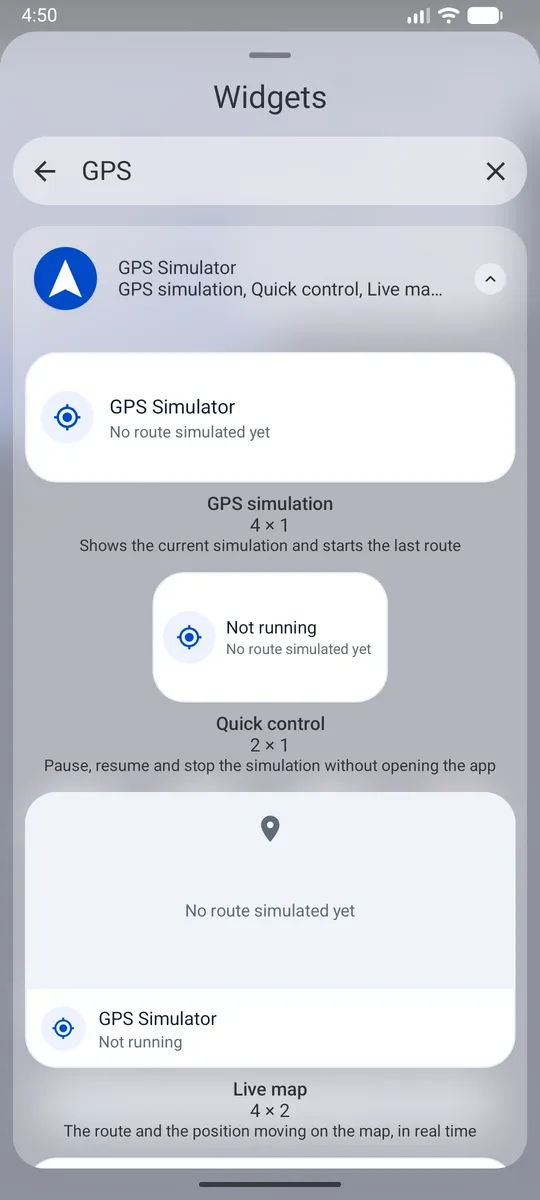 4:50
Widgets
GPS
GPS Simulator
GPS simulation, Quick control, Live ma…
GPS Simulator
No route simulated yet
GPS simulation
4 × 1
Shows the current simulation and starts the last route
Not running
No route simulated yet
Quick control
2 × 1
Pause, resume and stop the simulation without opening the app
No route simulated yet
GPS Simulator
Not running
Live map
4 × 2
The route and the position moving on the map, in real time